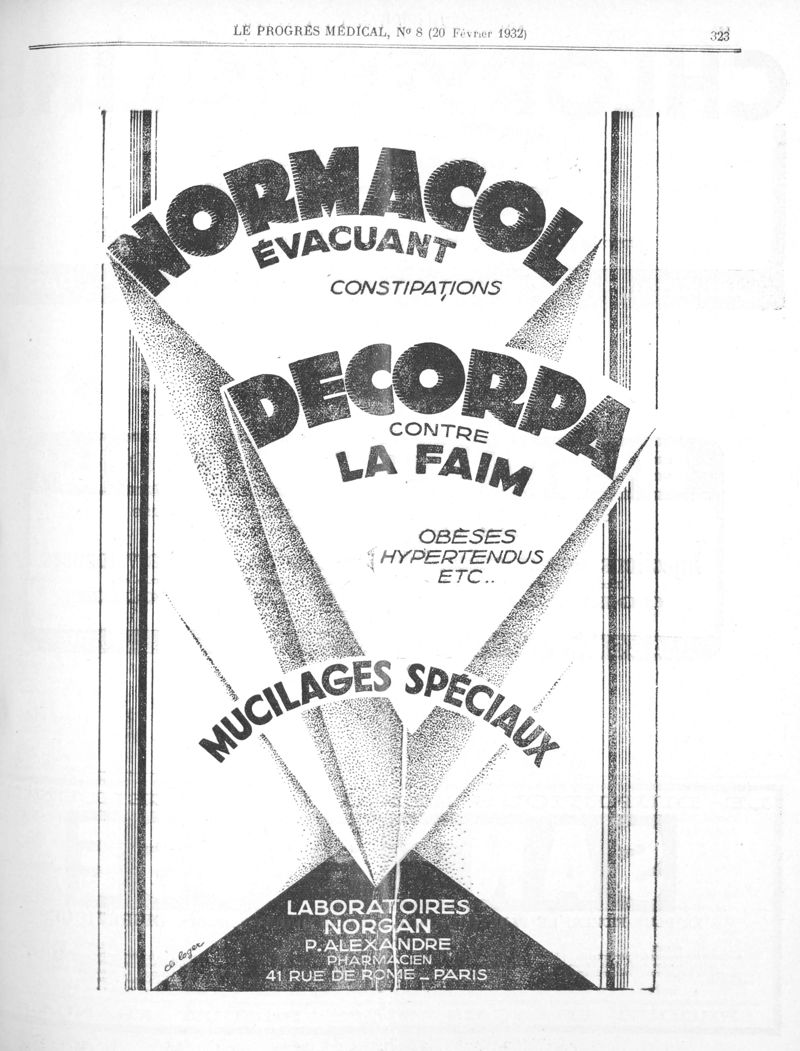 LE PROGRÈS MÉDICAL, No 8 (20 Février 1932)
323
NORMACOL
ÉVACUANT
CONSTIPATIONS
DECORPA
CONTRE
LA FAIM
OBÈSES
HYPERTENDUS
ETC..
MUCILAGES SPÉCIAUX
LABORATOIRES
NORGAN
P. ALEXANDRE
PHARMACIEN
41 RUE DE ROME _ PARIS